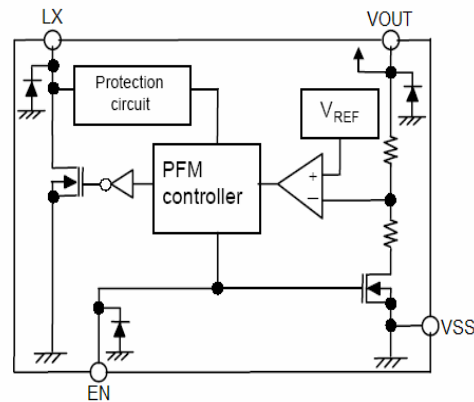 LX
VOUT
Protection
circuit
VREF
PFM
controller
+
−
VSS
EN